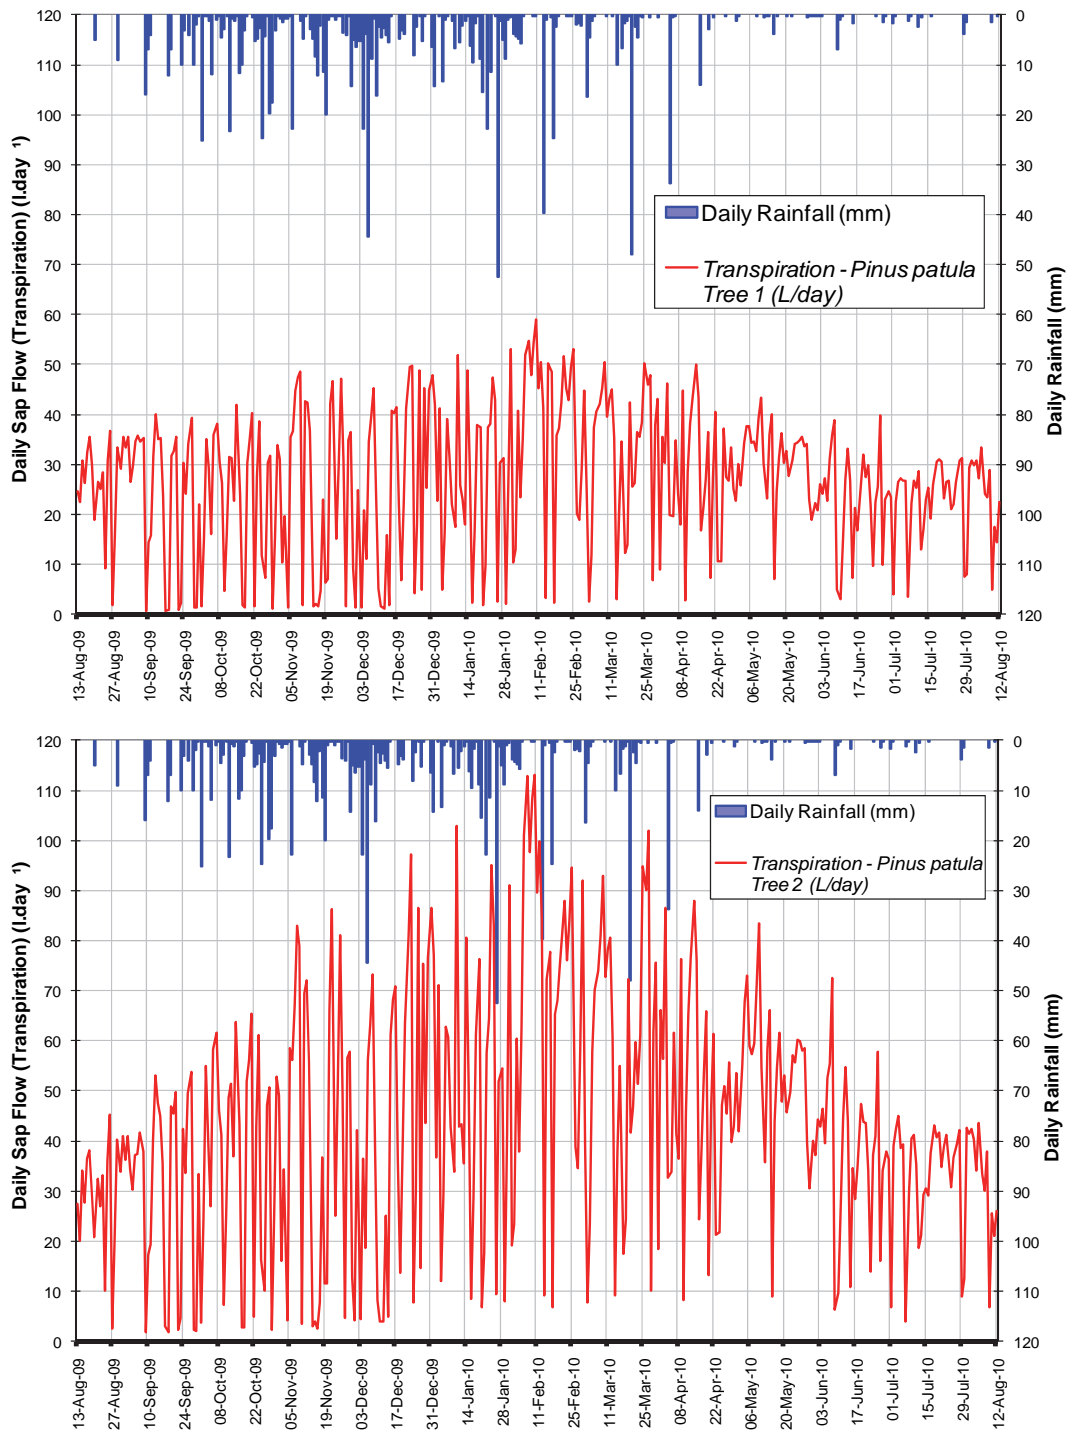 120
110
100
90
80
70
60
50
40
30
20
10
0
Daily Sap Flow (Transpiration) (l.day ¹)
0
10
20
30
40
50
60
70
80
90
100
110
120
Daily Rainfall (mm)
Daily Rainfall (mm)
Transpiration - Pinus patula
Tree 1 (L/day)
13-Aug-09
27-Aug-09
10-Sep-09
24-Sep-09
08-Oct-09
22-Oct-09
05-Nov-09
19-Nov-09
03-Dec-09
17-Dec-09
31-Dec-09
14-Jan-10
28-Jan-10
11-Feb-10
25-Feb-10
11-Mar-10
25-Mar-10
08-Apr-10
22-Apr-10
06-May-10
20-May-10
03-Jun-10
17-Jun-10
01-Jul-10
15-Jul-10
29-Jul-10
12-Aug-10
120
110
100
90
80
70
60
50
40
30
20
10
0
Daily Sap Flow (Transpiration) (l.day ¹)
0
10
20
30
40
50
60
70
80
90
100
110
120
Daily Rainfall (mm)
Daily Rainfall (mm)
Transpiration - Pinus patula
Tree 2 (L/day)
13-Aug-09
27-Aug-09
10-Sep-09
24-Sep-09
08-Oct-09
22-Oct-09
05-Nov-09
19-Nov-09
03-Dec-09
17-Dec-09
31-Dec-09
14-Jan-10
28-Jan-10
11-Feb-10
25-Feb-10
11-Mar-10
25-Mar-10
08-Apr-10
22-Apr-10
06-May-10
20-May-10
03-Jun-10
17-Jun-10
01-Jul-10
15-Jul-10
29-Jul-10
12-Aug-10